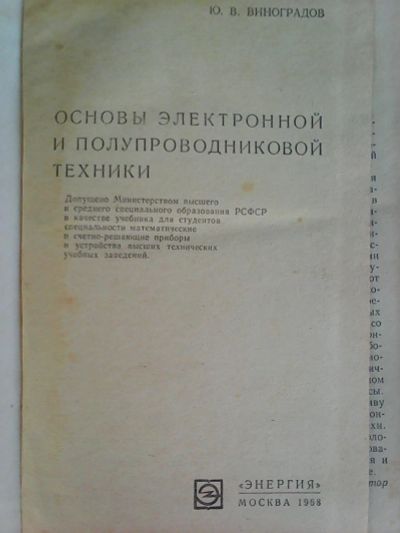 Ю. В. ВИНОГРАДОВ
ОСНОВЫ ЭЛЕКТРОННОЙ
И ПОЛУПРОВОДНИКОВОЙ
ТЕХНИКИ
Допущено Министерством высшего
и среднего специального образования РСФСР
в качестве учебника для студентов
специальности математические
и счетно-решающие приборы
и устройства высших технических
учебных заведений.
«ЭНЕРГИЯ»
МОСКВА 1968